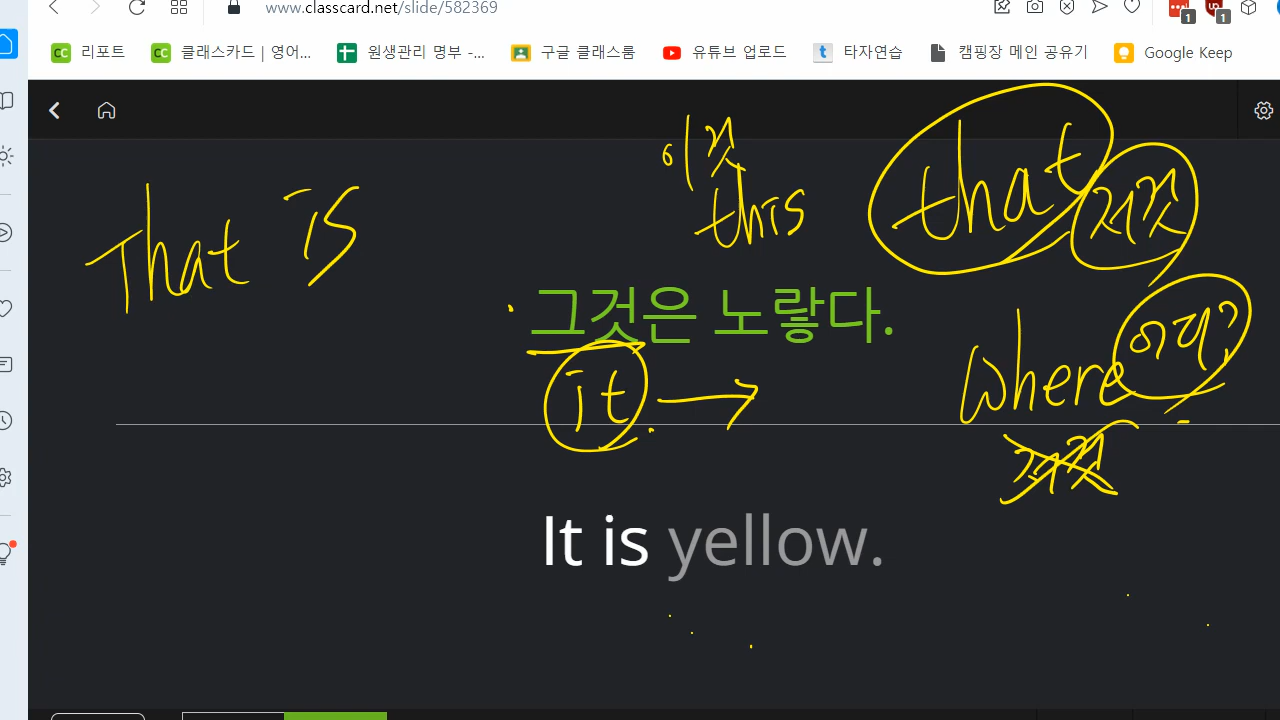 www.classcard.net/slide/582369
1
1
리포트
클래스카드 | 영어...
원생관리 명부 -...
구글 클래스룸
유튜브 업로드
타자연습
캠핑장 메인 공유기
Google Keep
이것
this
that
저것
That is
그것은 노랗다.
it
where
어디?
It is yellow.